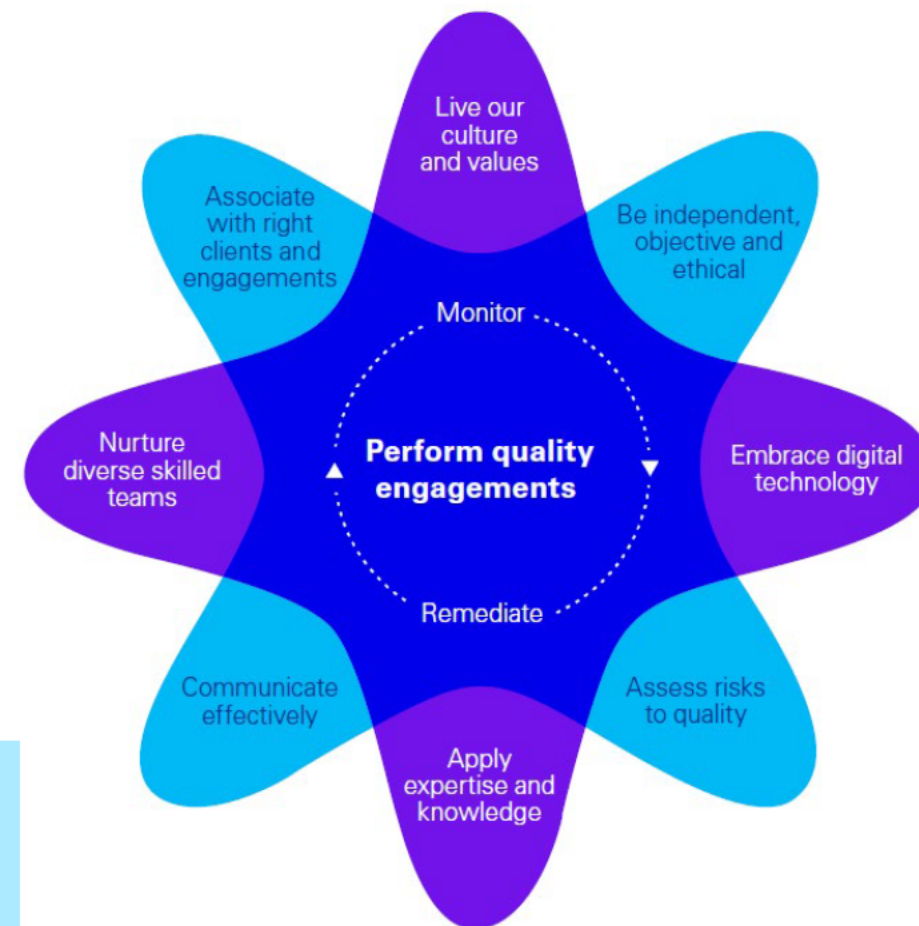 Live our
culture
and values
Be independent,
objective and
ethical
Embrace digital
technology
Assess risks
to quality
Apply
expertise and
knowledge
Communicate
effectively
Nurture
diverse skilled
teams
Associate
with right
clients and
engagements
Monitor
Perform quality
engagements
Remediate